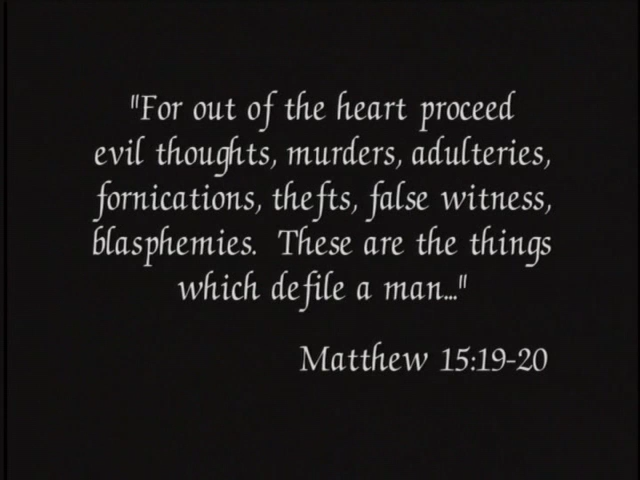 "For out of the heart proceed
evil thoughts, murders, adulteries,
fornications, thefts, false witness,
blasphemies. These are the things
which defile a man..."
Matthew 15:19-20